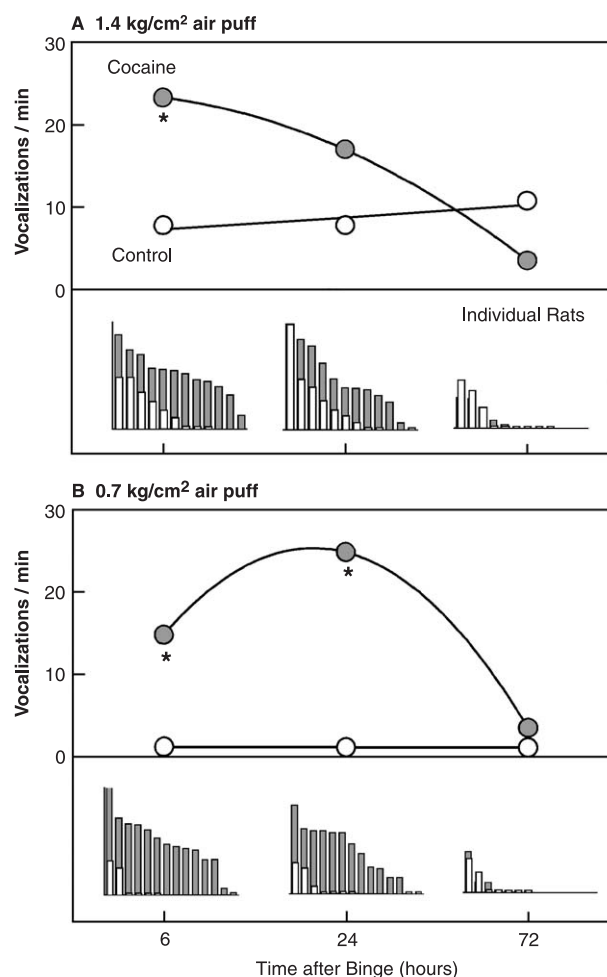 A 1.4 kg/cm² air puff
30
Cocaine
*
20
Vocalizations / min
10
Control
0
Individual Rats
B 0.7 kg/cm² air puff
30
*
20
Vocalizations / min
*
10
0
6 24 72
Time after Binge (hours)